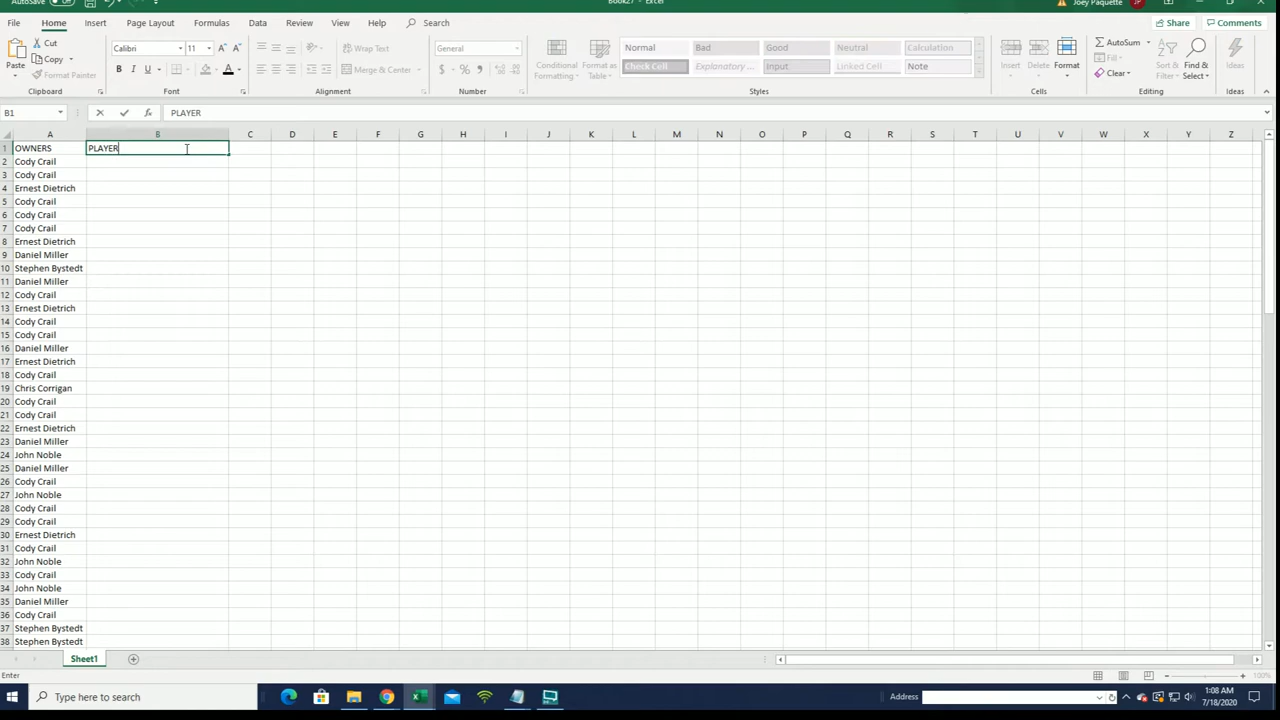 AutoSave
Book27 - Excel
Joey Paquette
JP
File Home Insert Page Layout Formulas Data Review View Help Search
Share Comments
Paste Cut Copy Format Painter
Calibri 11 General
Wrap Text
Merge & Center
B I U A $ % ,
Conditional Formatting Format as Table
Normal Bad Good Neutral Calculation
Check Cell Explanatory ... Input Linked Cell Note
Insert Delete Format
AutoSum Fill Clear
Sort & Filter Find & Select Ideas
Clipboard Font Alignment Number Styles Cells Editing Ideas
B1 fx PLAYER
A B C D E F G H I J K L M N O P Q R S T U V W X Y Z
1 OWNERS PLAYER
2 Cody Crail
3 Cody Crail
4 Ernest Dietrich
5 Cody Crail
6 Cody Crail
7 Cody Crail
8 Ernest Dietrich
9 Daniel Miller
10 Stephen Bystedt
11 Daniel Miller
12 Cody Crail
13 Ernest Dietrich
14 Cody Crail
15 Cody Crail
16 Daniel Miller
17 Ernest Dietrich
18 Cody Crail
19 Chris Corrigan
20 Cody Crail
21 Cody Crail
22 Ernest Dietrich
23 Daniel Miller
24 John Noble
25 Daniel Miller
26 Cody Crail
27 John Noble
28 Cody Crail
29 Cody Crail
30 Ernest Dietrich
31 Cody Crail
32 John Noble
33 Cody Crail
34 John Noble
35 Daniel Miller
36 Cody Crail
37 Stephen Bystedt
38 Stephen Bystedt
Sheet1
Enter
100%
Type here to search
Address
1:08 AM
7/18/2020